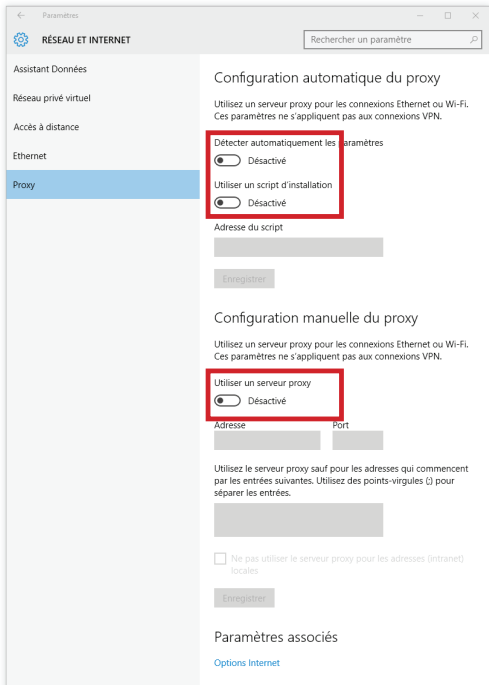 Paramètres
RÉSEAU ET INTERNET
Rechercher un paramètre
Assistant Données
Réseau privé virtuel
Accès à distance
Ethernet
Proxy
Configuration automatique du proxy
Utilisez un serveur proxy pour les connexions Ethernet ou Wi-Fi.
Ces paramètres ne s'appliquent pas aux connexions VPN.
Détecter automatiquement les paramètres
Désactivé
Utiliser un script d'installation
Désactivé
Adresse du script
Enregistrer
Configuration manuelle du proxy
Utilisez un serveur proxy pour les connexions Ethernet ou Wi-Fi.
Ces paramètres ne s'appliquent pas aux connexions VPN.
Utiliser un serveur proxy
Désactivé
Adresse Port
Utilisez le serveur proxy sauf pour les adresses qui commencent
par les entrées suivantes. Utilisez des points-virgules (;) pour
séparer les entrées.
Ne pas utiliser le serveur proxy pour les adresses (intranet)
locales
Enregistrer
Paramètres associés
Options Internet